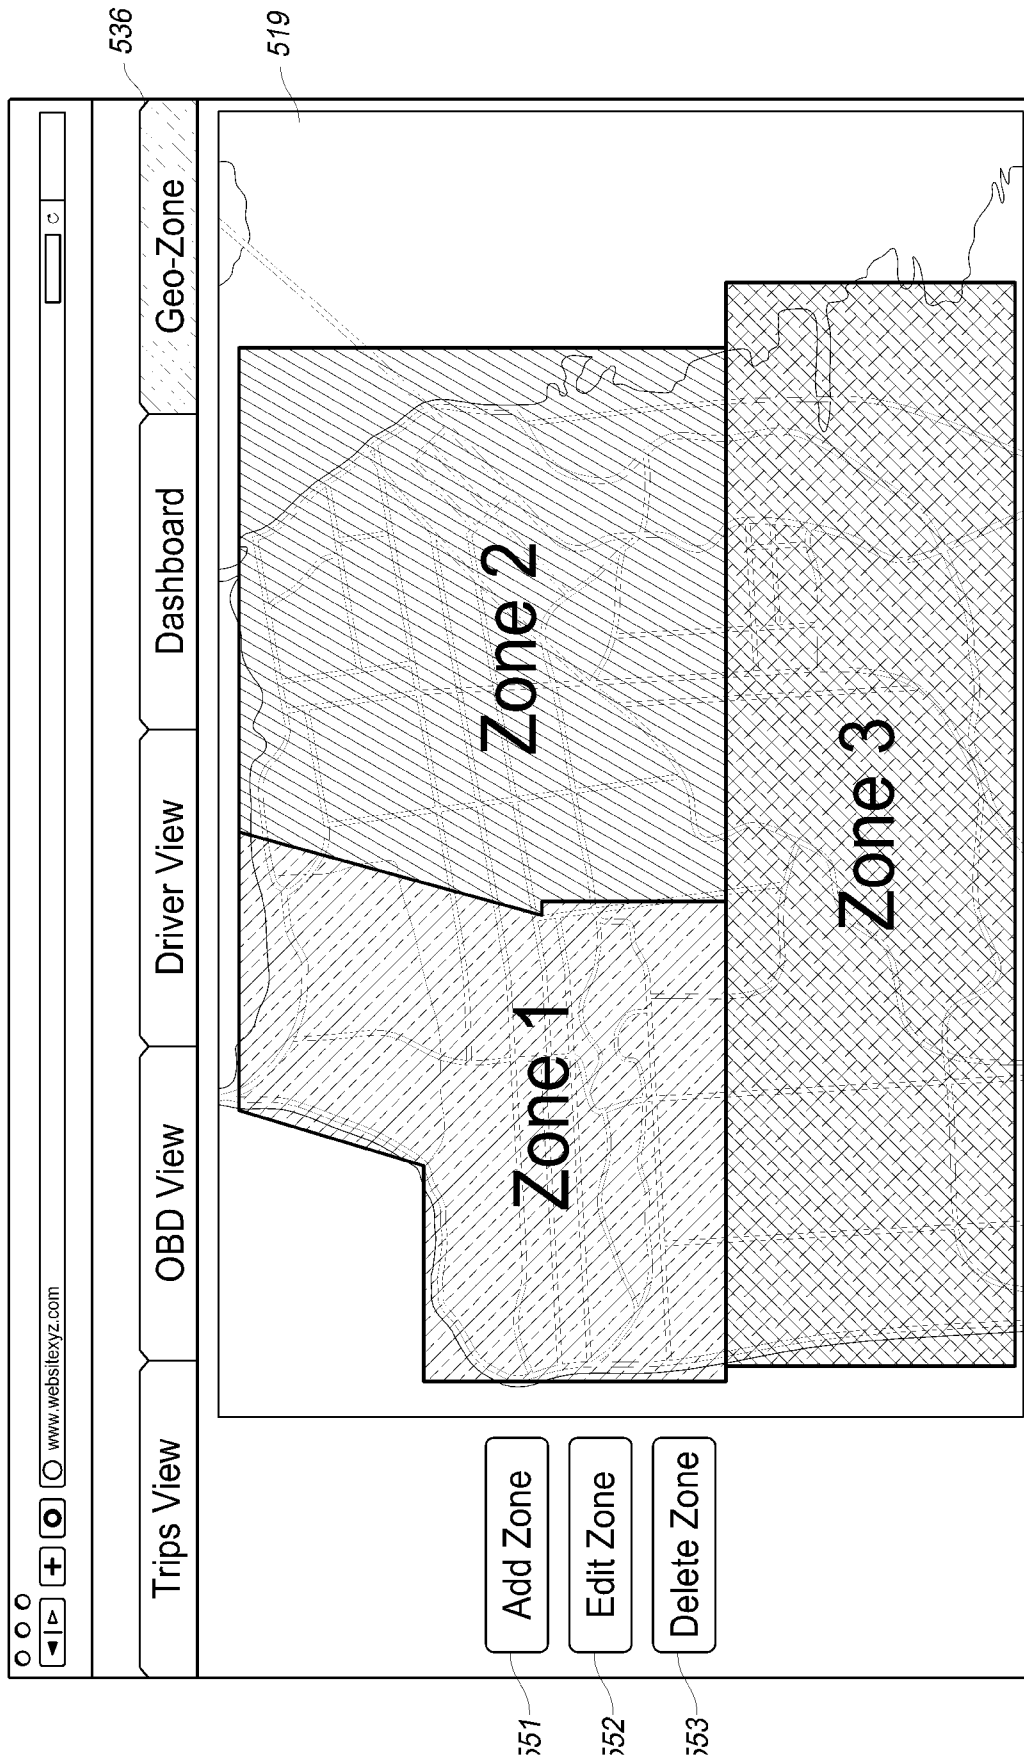 www.websitexyz.com
Trips View
OBD View
Driver View
Dashboard
Geo-Zone
536
519
Add Zone
Edit Zone
Delete Zone
551
552
553
Zone 1
Zone 2
Zone 3